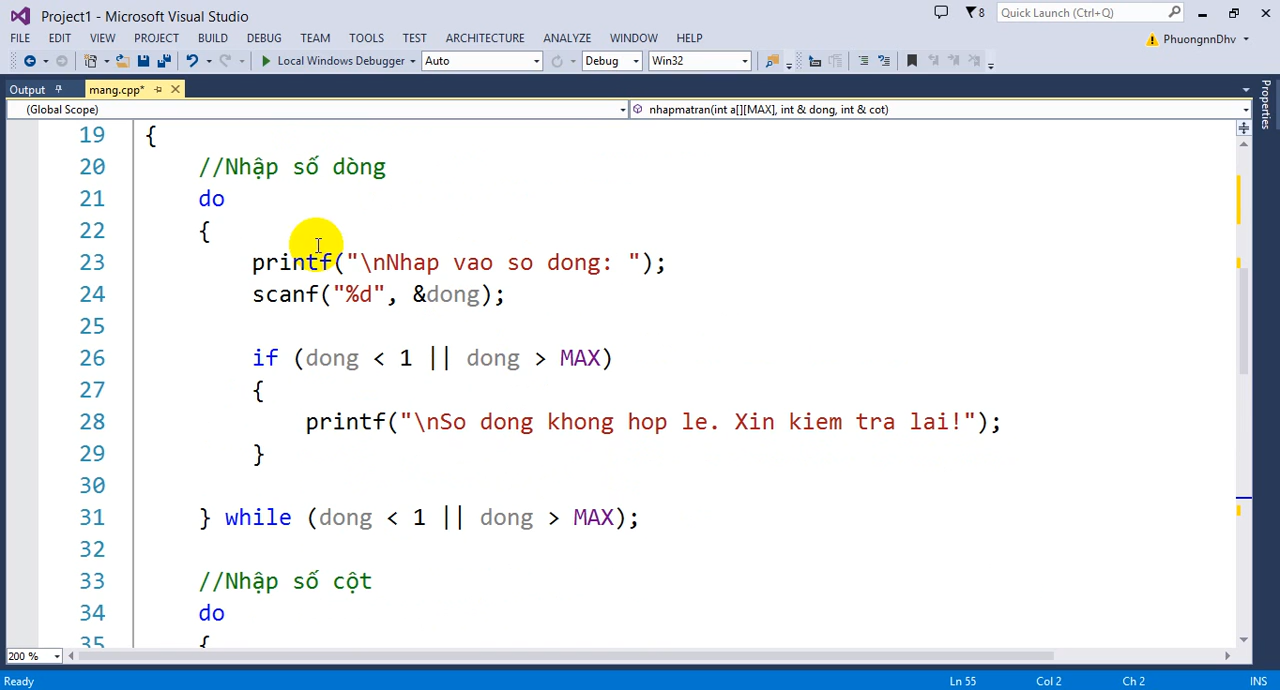 Project1 - Microsoft Visual Studio
8
Quick Launch (Ctrl+Q)
FILE EDIT VIEW PROJECT BUILD DEBUG TEAM TOOLS TEST ARCHITECTURE ANALYZE WINDOW HELP
PhuongnnDhv
Local Windows Debugger Auto Debug Win32
Output mang.cpp*
(Global Scope) nhapmatran(int a[][MAX], int & dong, int & cot)
Properties
19 {
20 //Nhập số dòng
21 do
22 {
23 printf("\nNhap vao so dong: ");
24 scanf("%d", &dong);
25
26 if (dong < 1 || dong > MAX)
27 {
28 printf("\nSo dong khong hop le. Xin kiem tra lai!");
29 }
30
31 } while (dong < 1 || dong > MAX);
32
33 //Nhập số cột
34 do
35 {
200 %
Ready Ln 55 Col 2 Ch 2 INS